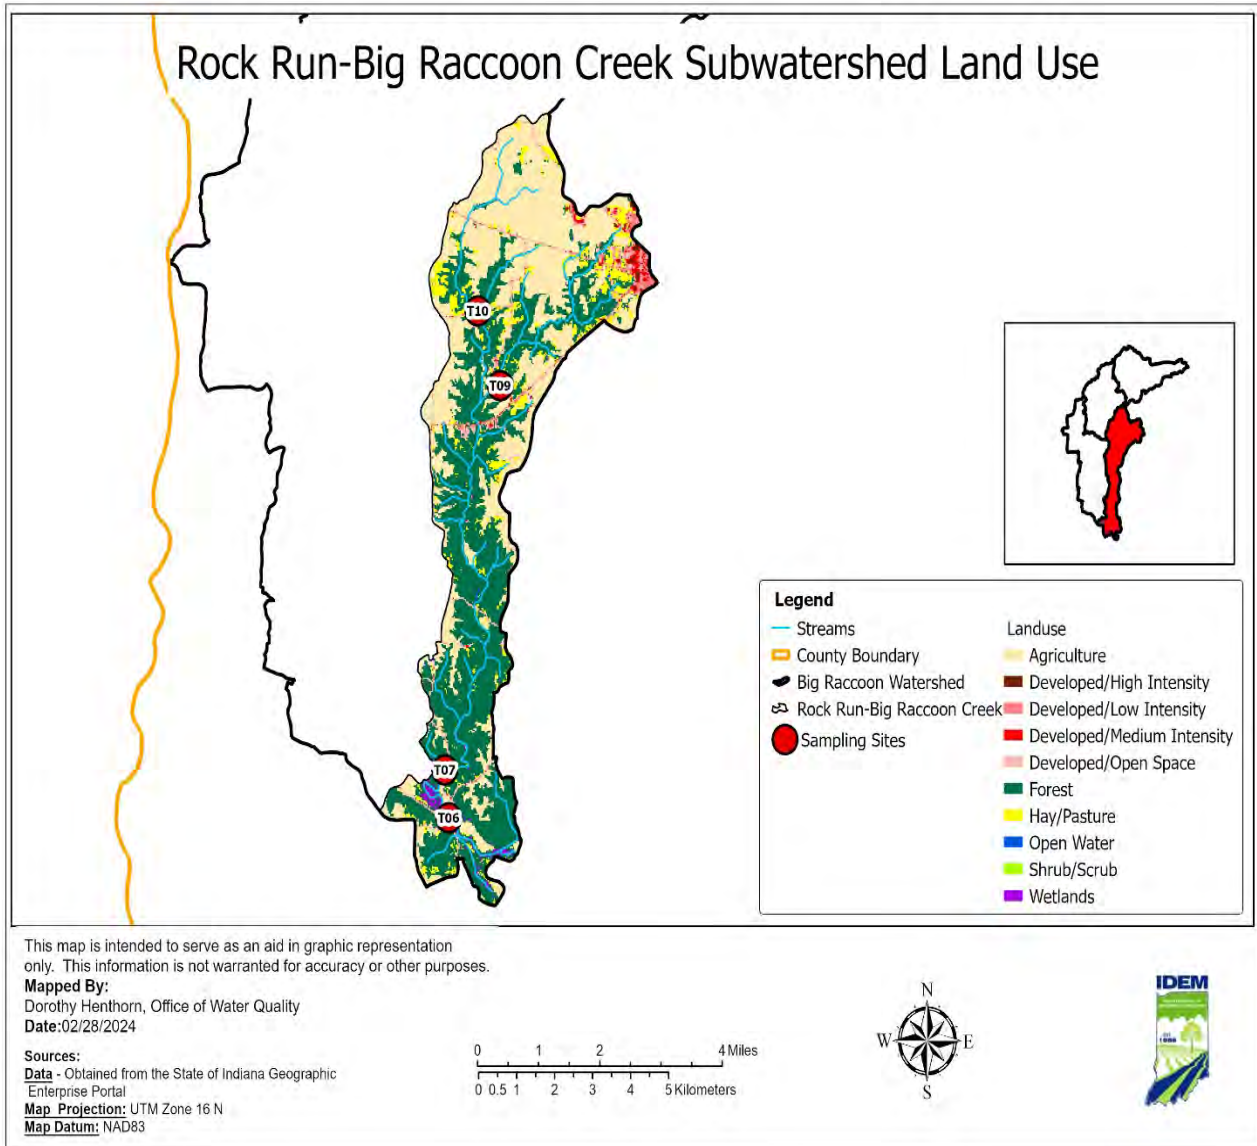 Rock Run-Big Raccoon Creek Subwatershed Land Use
T10
T09
T07
T06
Legend
Streams
County Boundary
Big Raccoon Watershed
Rock Run-Big Raccoon Creek
Sampling Sites
Landuse
Agriculture
Developed/High Intensity
Developed/Low Intensity
Developed/Medium Intensity
Developed/Open Space
Forest
Hay/Pasture
Open Water
Shrub/Scrub
Wetlands
This map is intended to serve as an aid in graphic representation
only. This information is not warranted for accuracy or other purposes.
Mapped By:
Dorothy Henthorn, Office of Water Quality
Date:02/28/2024
Sources:
Data - Obtained from the State of Indiana Geographic
Enterprise Portal
Map Projection: UTM Zone 16 N
Map Datum: NAD83
0 1 2 4 Miles
0 0.5 1 2 3 4 5 Kilometers
N
W E
S
IDEM